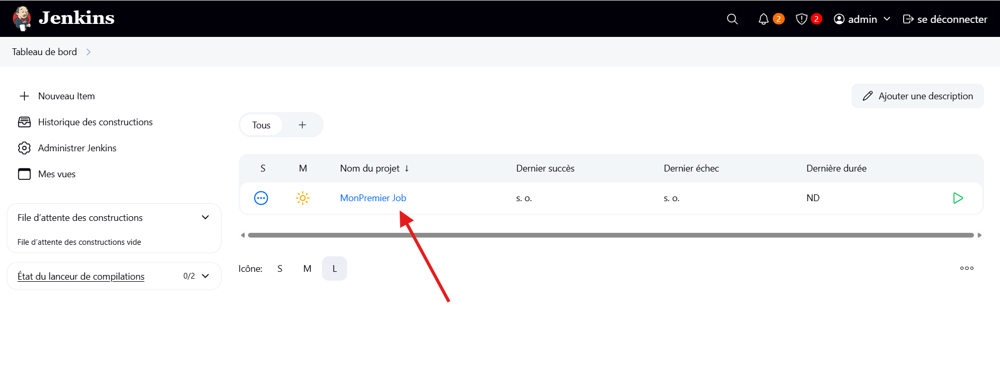 Jenkins
2
2
admin
se déconnecter
Tableau de bord
Nouveau Item
Historique des constructions
Administrer Jenkins
Mes vues
File d’attente des constructions
File d’attente des constructions vide
État du lanceur de compilations 0/2
Ajouter une description
Tous +
S M Nom du projet ↓ Dernier succès Dernier échec Dernière durée
MonPremier Job s. o. s. o. ND
Icône: S M L